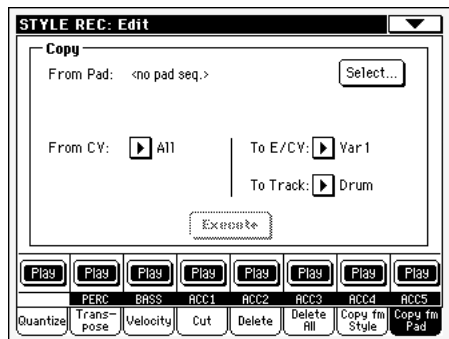 STYLE REC: Edit
Copy
From Pad: <no pad seq.> Select...
From CV: All To E/CV: Var1
To Track: Drum
Execute
Play Play Play Play Play Play Play Play
PERC BASS ACC1 ACC2 ACC3 ACC4 ACC5
Quantize Trans-pose Velocity Cut Delete Delete All Copy fm Style Copy fm Pad